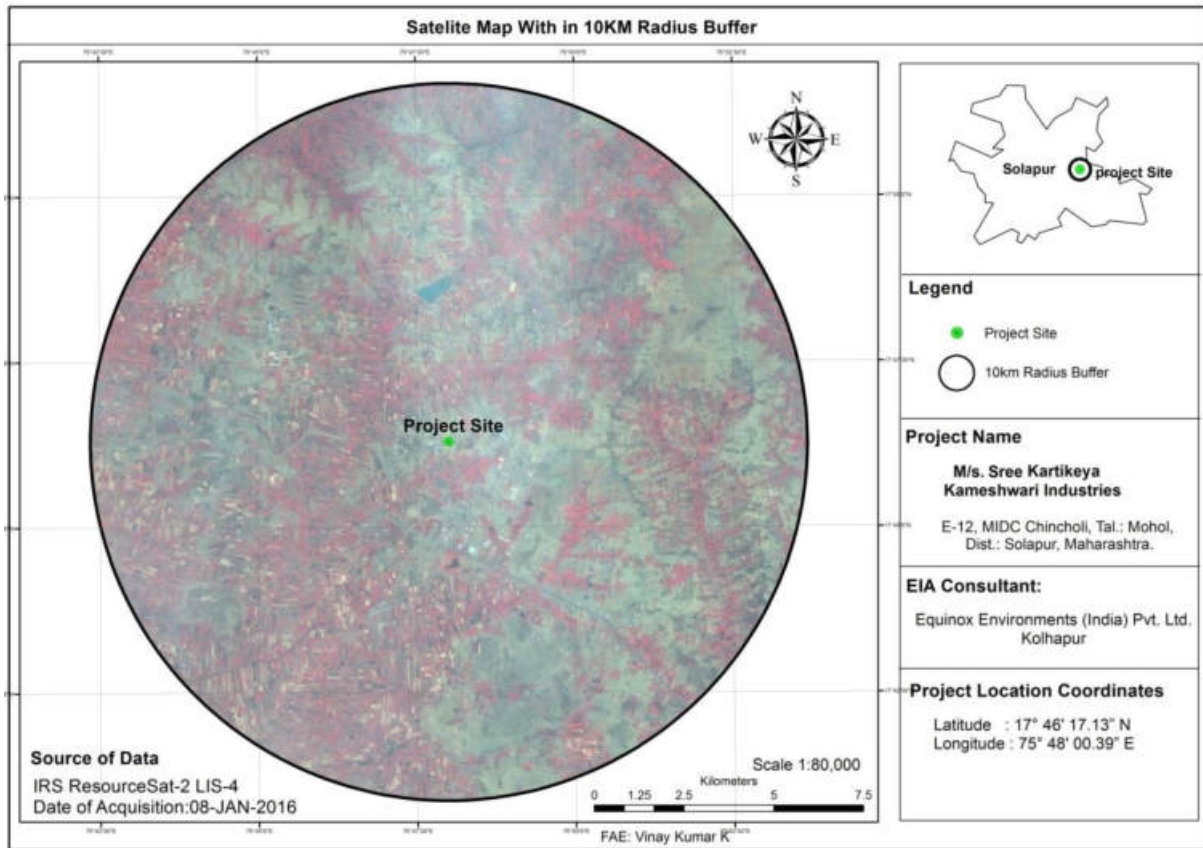 Satelite Map With in 10KM Radius Buffer
N
W E
S
Project Site
Source of Data
IRS ResourceSat-2 LIS-4
Date of Acquisition:08-JAN-2016
Scale 1:80,000
Kilometers
0 1.25 2.5 5 7.5
FAE: Vinay Kumar K
Solapur
project Site
Legend
Project Site
10km Radius Buffer
Project Name
M/s. Sree Kartikeya
Kameshwari Industries
E-12, MIDC Chincholi, Tal.: Mohol,
Dist.: Solapur, Maharashtra.
EIA Consultant:
Equinox Environments (India) Pvt. Ltd.
Kolhapur
Project Location Coordinates
Latitude : 17° 46' 17.13" N
Longitude : 75° 48' 00.39" E